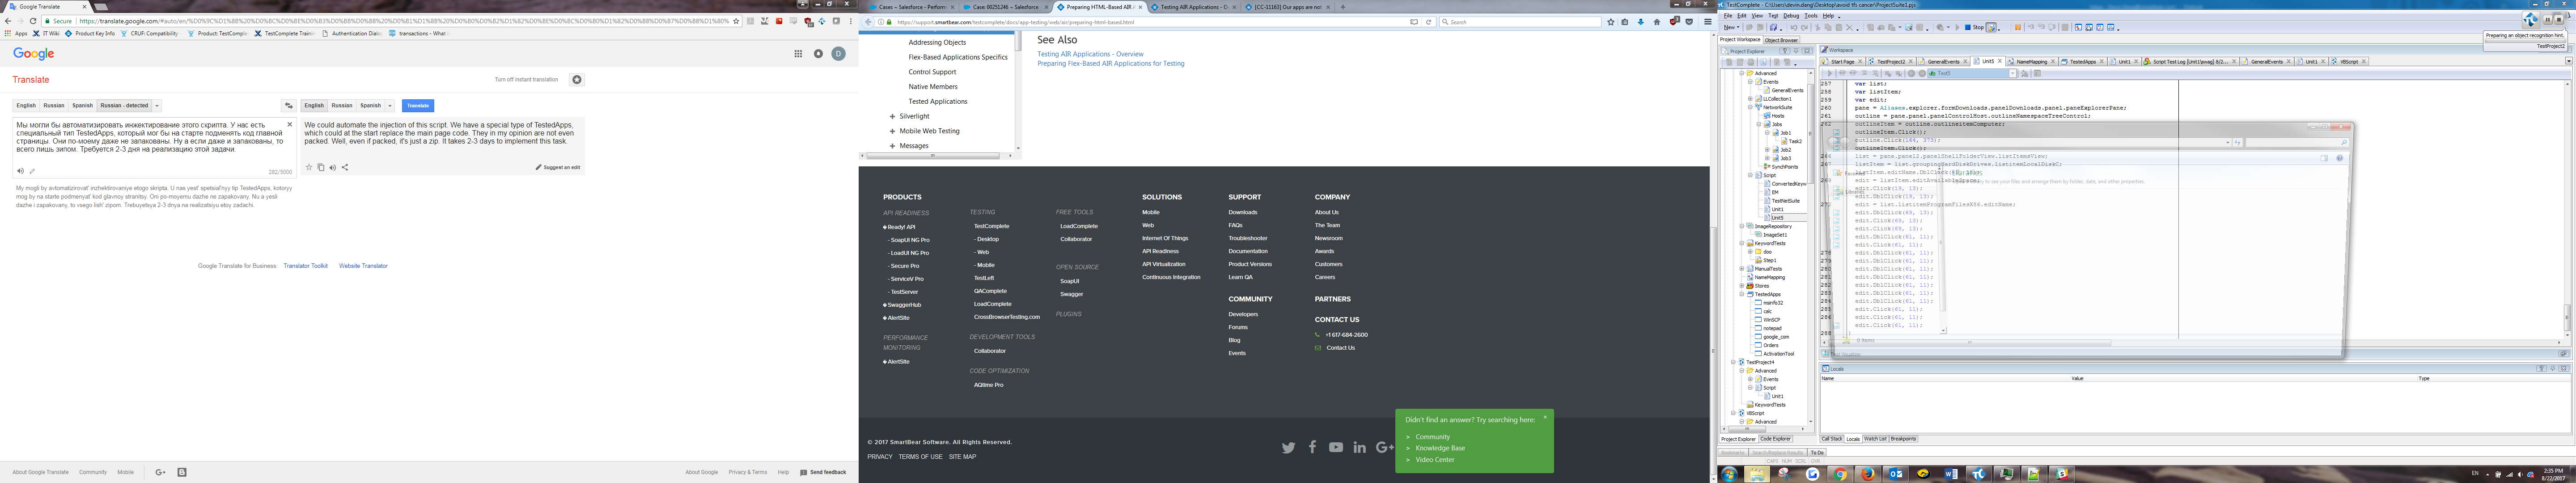 Google Translate
Secure
https://translate.google.com/#auto/en/
Apps IT Wiki Product Key Info CRUF: Compatibility Product: TestComple Test Complete Trainin Authentication Dialog transactions - What
Google
Translate
Turn off instant translation
English Russian Spanish Russian - detected
English Russian Spanish Translate
Мы могли бы автоматизировать инжектирование этого скрипта. У нас есть
специальный тип TestedApps, который мог бы на старте подменять код главной
страницы. Они по-моему даже не запакованы. Ну а если даже и запакованы, то
всего лишь зипом. Требуется 2-3 дня на реализацию этой задачи.
282/5000
We could automate the injection of this script. We have a special type of TestedApps,
which could at the start replace the main page code. They in my opinion are not even
packed. Well, even if packed, it's just a zip. It takes 2-3 days to implement this task.
Suggest an edit
My mogli by avtomatizirovat' inzhektirovaniye etogo skripta. U nas yest' spetsial'nyy tip TestedApps, kotoryy
mog by na starte podmenyat' kod glavnoy stranitsy. Oni po-moyemu dazhe ne zapakovany. Nu a yesli
dazhe i zapakovany, to vsego lish' zipom. Trebuyetsya 2-3 dnya na realizatsiyu etoy zadachi.
Google Translate for Business: Translator Toolkit Website Translator
About Google Translate Community Mobile
About Google Privacy & Terms Help Send feedback
Cases ~ Salesforce - Perform
Case: 00251246 ~ Salesforce
Preparing HTML-Based AIR
Testing AIR Applications - O
[CC-11163] Our apps are no
https://support.smartbear.com/testcomplete/docs/app-testing/web/air/preparing-html-based.html
Search
Addressing Objects
Flex-Based Applications Specifics
Control Support
Native Members
Tested Applications
Silverlight
Mobile Web Testing
Messages
See Also
Testing AIR Applications - Overview
Preparing Flex-Based AIR Applications for Testing
PRODUCTS
API READINESS
Ready! API
- SoapUI NG Pro
- LoadUI NG Pro
- Secure Pro
- ServiceV Pro
- TestServer
SwaggerHub
AlertSite
PERFORMANCE
MONITORING
AlertSite
TESTING
TestComplete
- Desktop
- Web
- Mobile
TestLeft
QAComplete
LoadComplete
CrossBrowserTesting.com
DEVELOPMENT TOOLS
Collaborator
CODE OPTIMIZATION
AQtime Pro
FREE TOOLS
LoadComplete
Collaborator
OPEN SOURCE
SoapUI
Swagger
PLUGINS
SOLUTIONS
Mobile
Web
Internet Of Things
API Readiness
API Virtualization
Continuous Integration
SUPPORT
Downloads
FAQs
Troubleshooter
Documentation
Product Versions
Learn QA
COMMUNITY
Developers
Forums
Blog
Events
COMPANY
About Us
The Team
Newsroom
Awards
Customers
Careers
PARTNERS
CONTACT US
+1 617-684-2600
Contact Us
© 2017 SmartBear Software. All Rights Reserved.
PRIVACY TERMS OF USE SITE MAP
Didn't find an answer? Try searching here:
> Community
> Knowledge Base
> Video Center
TestComplete - C:\Users\devin.dang\Desktop\avoid tfs cancer\ProjectSuite1.pjs
File Edit View Test Debug Tools Help
New
Stop
Preparing an object recognition hint.
TestProject2
Project Workspace Object Browser
Project Explorer
Advanced
Events
GeneralEvents
LLCollection1
NetworkSuite
Hosts
Jobs
Job1
Task2
Job2
Job3
SynchPoints
Script
ConvertedKeyw
EM
TestNetSuite
Unit1
Unit5
ImageRepository
ImageSet1
KeywordTests
doo
Step1
ManualTests
NameMapping
Stores
TestedApps
msinfo32
calc
WinSCP
notepad
google_com
Orders
ActivationTool
TestProject4
Advanced
Events
Script
Unit1
KeywordTests
VBScript
Advanced
Project Explorer Code Explorer
Workspace
Start Page TestProject2 GeneralEvents Unit5 NameMapping TestedApps Unit1 Script Test Log [Unit1\swag] 8/2... GeneralEvents Unit1 VBScript
Test5
257 var list;
var listItem;
var edit;
260 pane = Aliases.explorer.formDownloads.panelDownloads.panel.paneExplorerPane;
261 outline = pane.panel.panelControlHost.outlineNamespaceTreeControl;
262 outlineItem = outline.outlineitemComputer;
outlineItem.Click();
outlineItem.Click();
list = pane.panel2.panelShellFolderView.listItemsView;
edit = listItem.editAvailableSpace;
edit.Click(19, 13);
edit.DblClick(19, 13);
edit = list.listitemProgramFilesX86.editName;
edit.DblClick(69, 13);
edit.Click(69, 13);
edit.Click(69, 13);
edit.DblClick(61, 11);
edit.Click(61, 11);
edit.DblClick(61, 11);
edit.DblClick(61, 11);
edit.DblClick(61, 11);
edit.Click(61, 11);
edit.DblClick(61, 11);
edit.DblClick(61, 11);
edit.Click(61, 11);
edit.Click(61, 11);
edit.Click(61, 11);
0 items
Locals
Name Value Type
Call Stack Locals Watch List Breakpoints
Bookmarks Search/Replace Results To Do
CAPS NUM SCRL OVR
EN
2:35 PM
8/22/2017